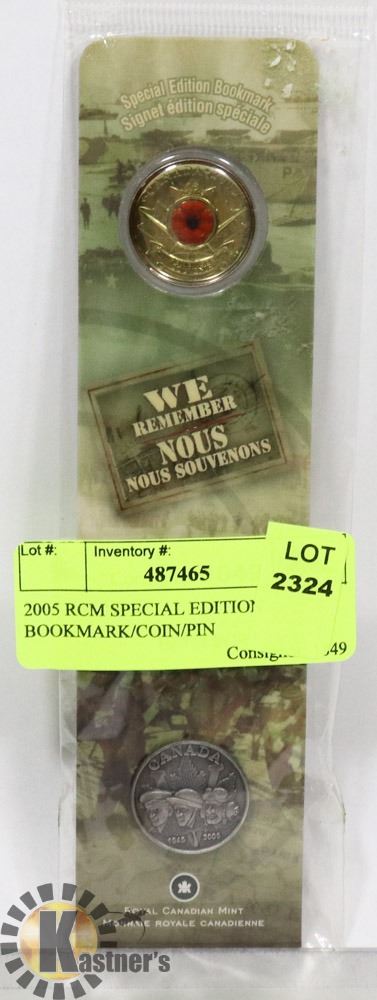 Special Edition Bookmark
Signet édition spéciale
WE
REMEMBER
NOUS
NOUS SOUVENONS
Lot #:
Inventory #:
487465
LOT
2324
2005 RCM SPECIAL EDITION
BOOKMARK/COIN/PIN
CANADA
1945 2005
ROYAL CANADIAN MINT
MONNAIE ROYALE CANADIENNE
K
Kastner's